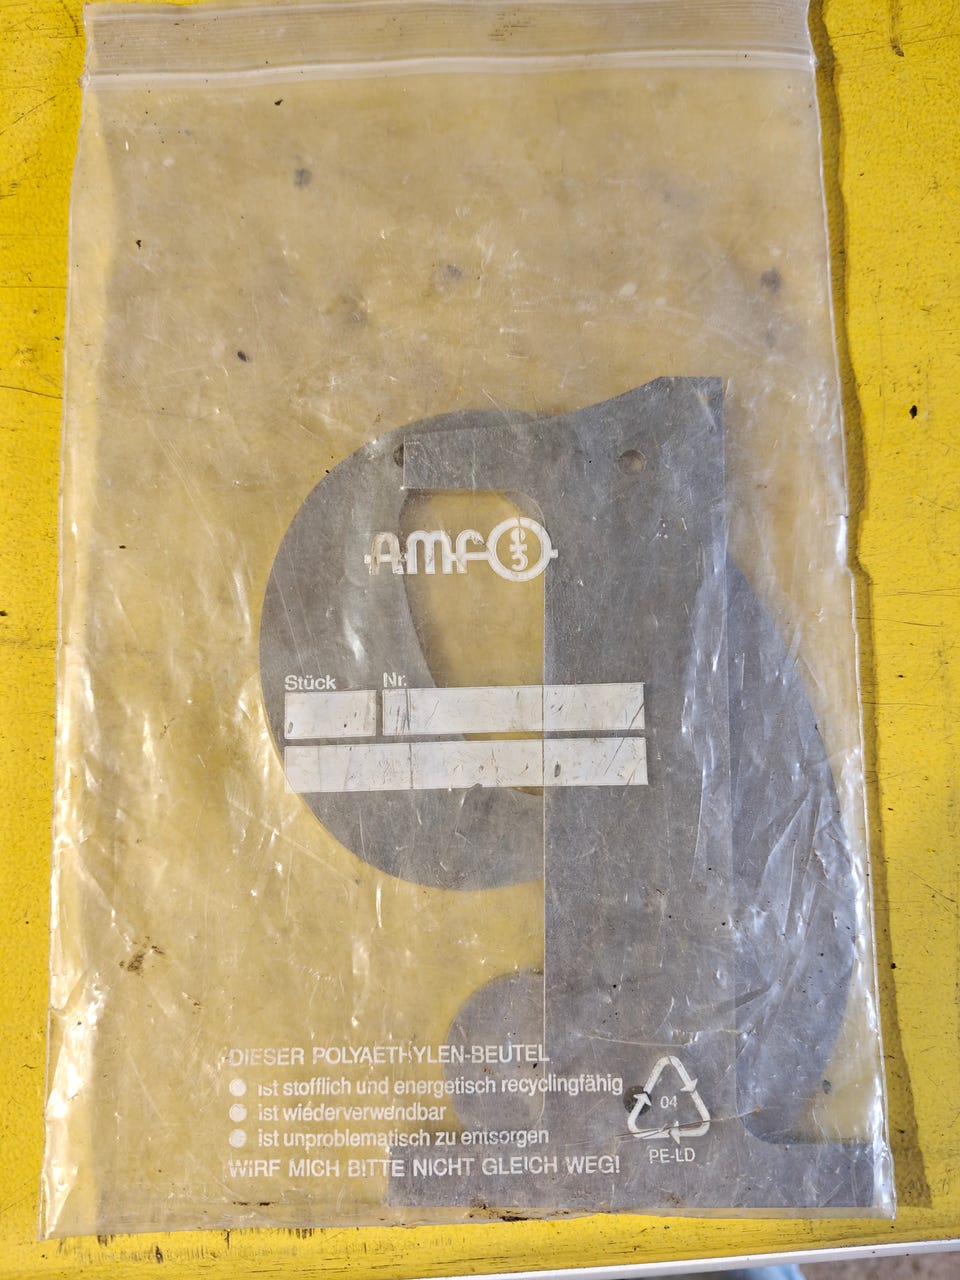 AMF
Stück Nr.
DIESER POLYAETHYLEN-BEUTEL
ist stofflich und energetisch recyclingfähig
ist wiederverwendbar
ist unproblematisch zu entsorgen
WIRF MICH BITTE NICHT GLEICH WEG!
04
PE-LD